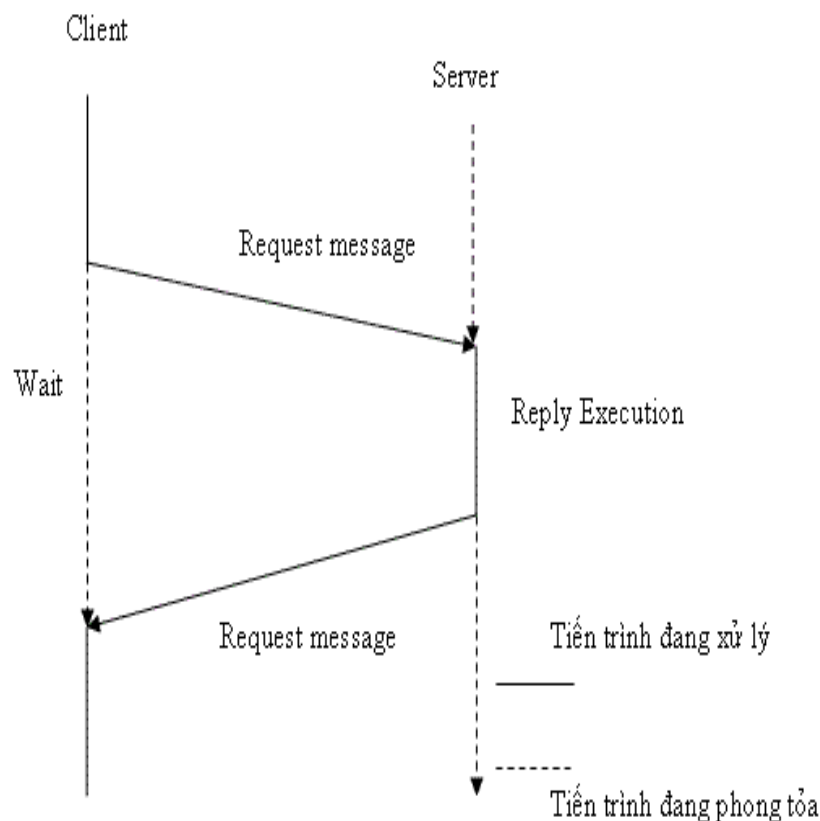 Client
Server
Request message
Wait
Reply Execution
Request message
Tiến trình đang xử lý
Tiến trình đang phong tỏa